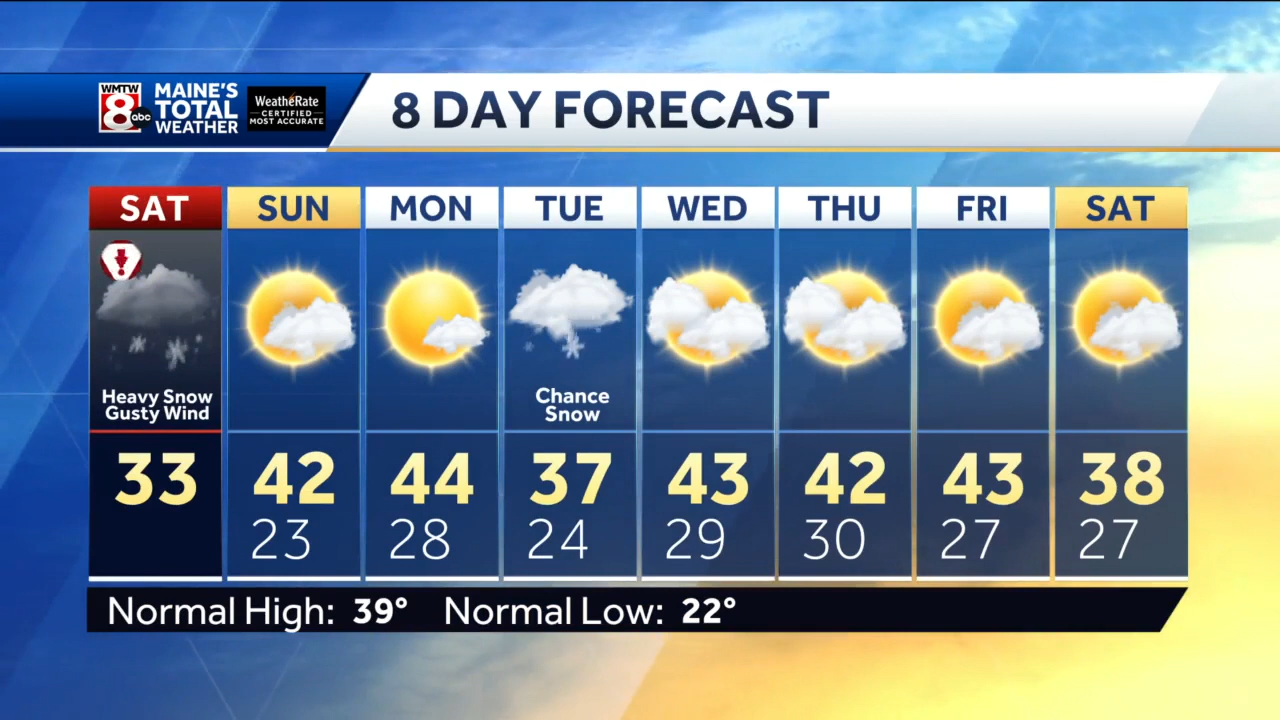 WMTW
8
abc
MAINE'S
TOTAL
WEATHER
WeatheRate
CERTIFIED
MOST ACCURATE
8 DAY FORECAST
SAT SUN MON TUE WED THU FRI SAT
Heavy Snow
Gusty Wind
Chance
Snow
33 42 44 37 43 42 43 38
23 28 24 29 30 27 27
Normal High: 39° Normal Low: 22°